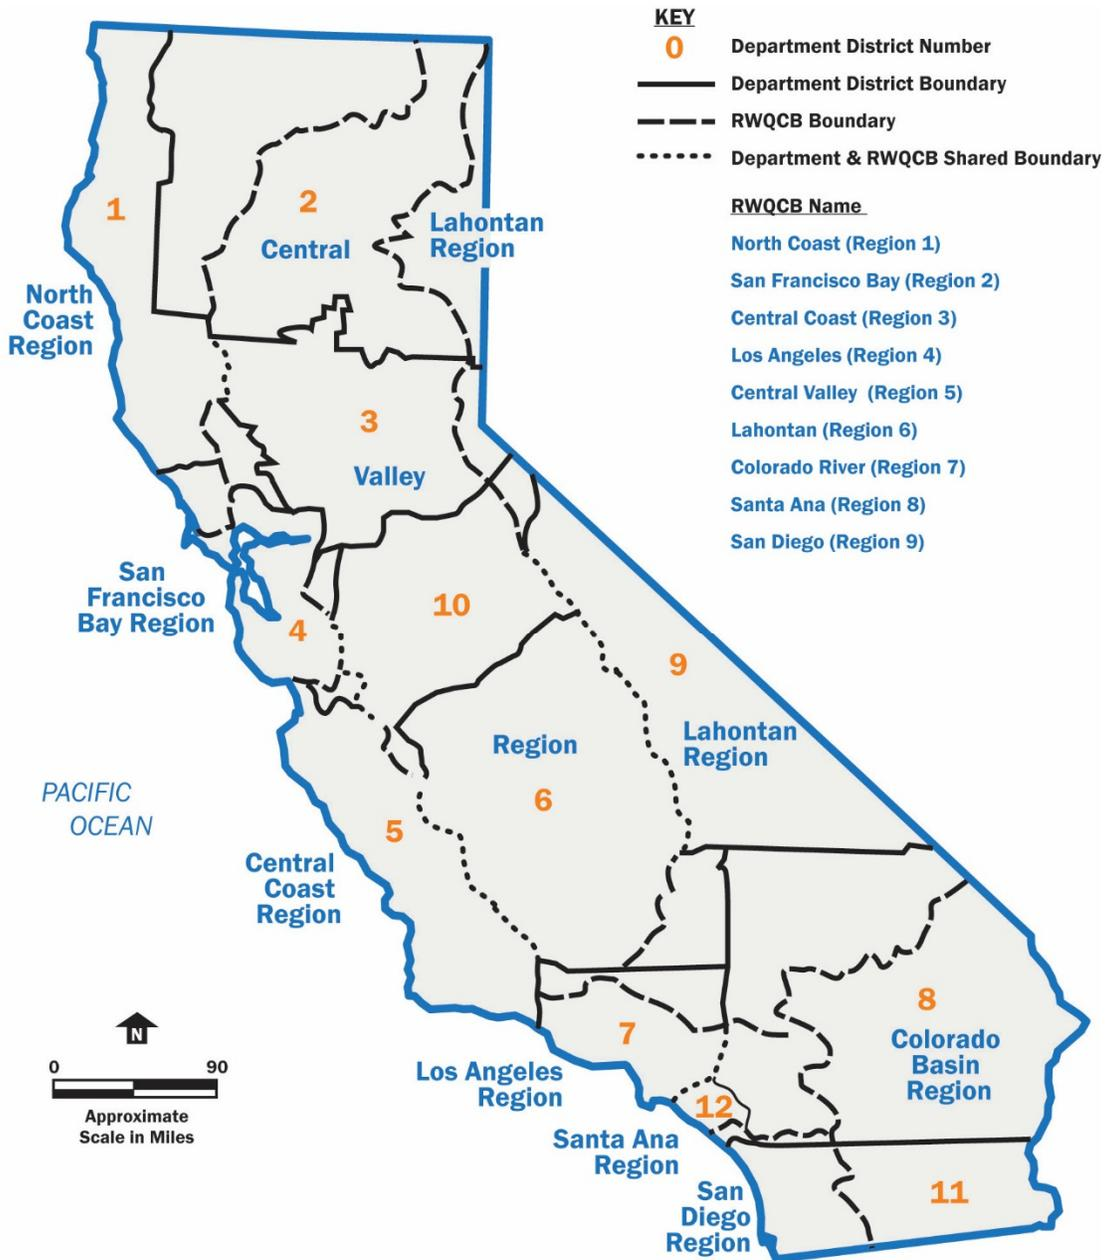 KEY
0 Department District Number
Department District Boundary
RWQCB Boundary
Department & RWQCB Shared Boundary
RWQCB Name
North Coast (Region 1)
San Francisco Bay (Region 2)
Central Coast (Region 3)
Los Angeles (Region 4)
Central Valley (Region 5)
Lahontan (Region 6)
Colorado River (Region 7)
Santa Ana (Region 8)
San Diego (Region 9)
1
2
Central
Lahontan
Region
North
Coast
Region
3
Valley
San
Francisco
Bay Region
4
10
9
Lahontan
Region
Region
6
PACIFIC
OCEAN
5
Central
Coast
Region
8
Colorado
Basin
Region
7
N
0 90
Approximate
Scale in Miles
Los Angeles
Region
12
Santa Ana
Region
San
Diego
Region
11